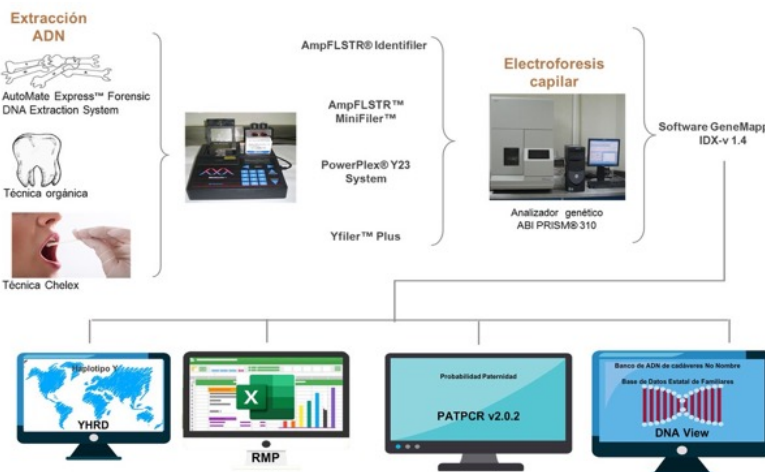 Extracción
ADN
AutoMate Express™ Forensic
DNA Extraction System
Técnica orgánica
Técnica Chelex
AmpFLSTR® Identifiler
AmpFLSTR™
MiniFiler™
PowerPlex® Y23
System
Yfiler™ Plus
Electroforesis
capilar
Analizador genético
ABI PRISM® 310
Software GeneMapp
IDX-v 1.4
Haplotipo Y
YHRD
X
RMP
Probabilidad Paternidad
PATPCR v2.0.2
Banco de ADN de cadáveres No Nombre
Base de Datos Estatal de Familiares
DNA View